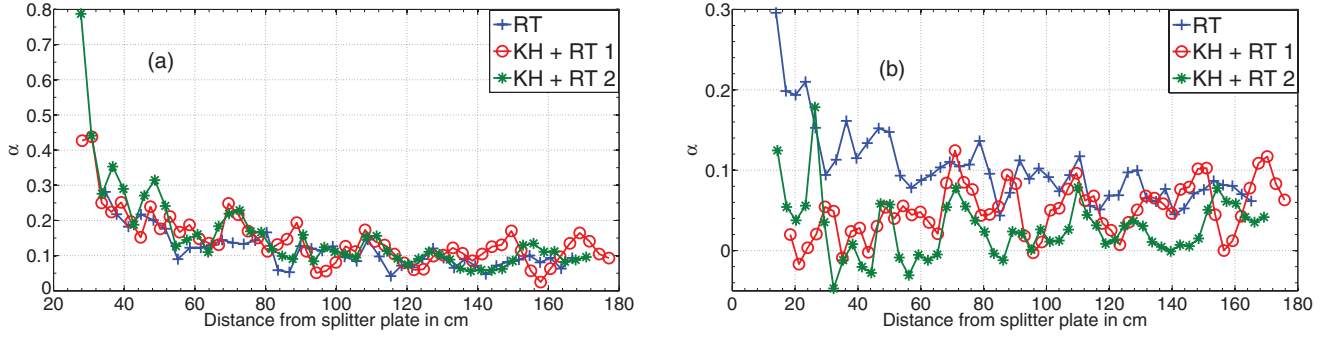 0.8
0.7
0.6
0.5
0.4
0.3
0.2
0.1
0
α
20 40 60 80 100 120 140 160 180
Distance from splitter plate in cm
(a)
RT
KH + RT 1
KH + RT 2
0.3
0.2
0.1
0
α
0 20 40 60 80 100 120 140 160 176
Distance from splitter plate in cm
(b)
RT
KH + RT 1
KH + RT 2